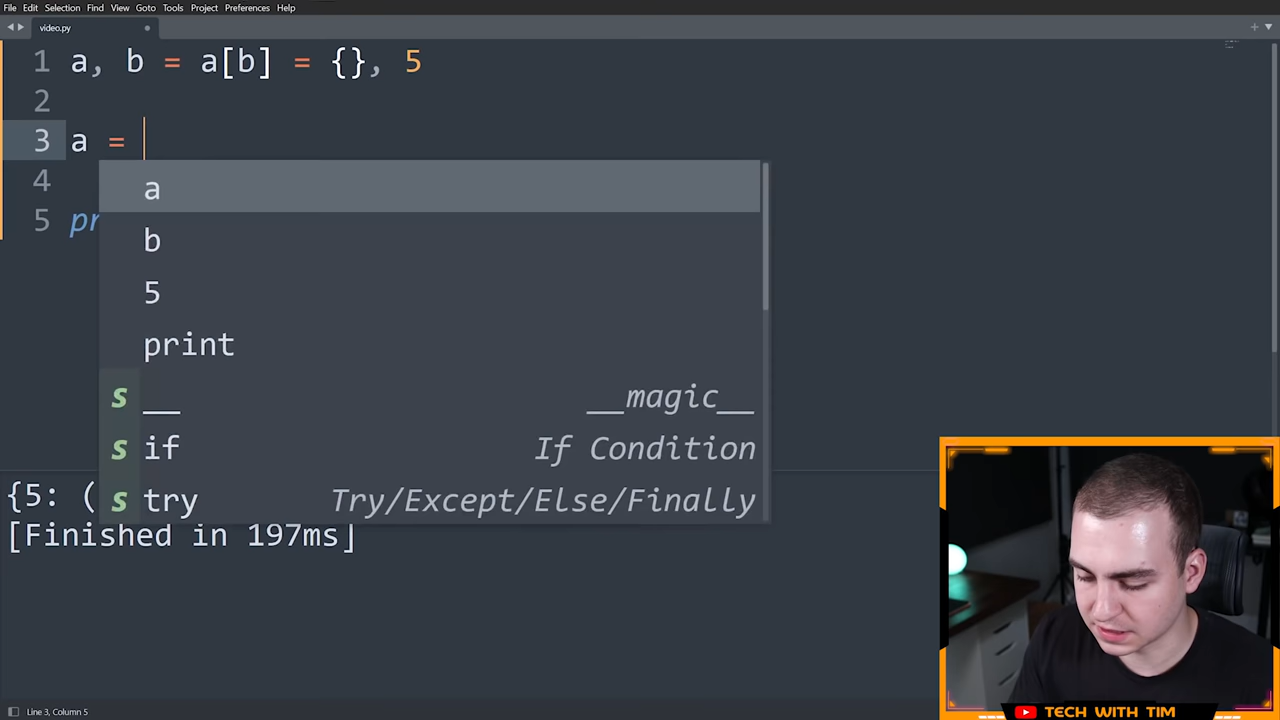 File Edit Selection Find View Goto Tools Project Preferences Help
video.py
1 a, b = a[b] = {}, 5
2
3 a =
4
5 pr
a
b
5
print
s __ __magic__
s if If Condition
s try Try/Except/Else/Finally
{5: (
[Finished in 197ms]
TECH WITH TIM
Line 3, Column 5